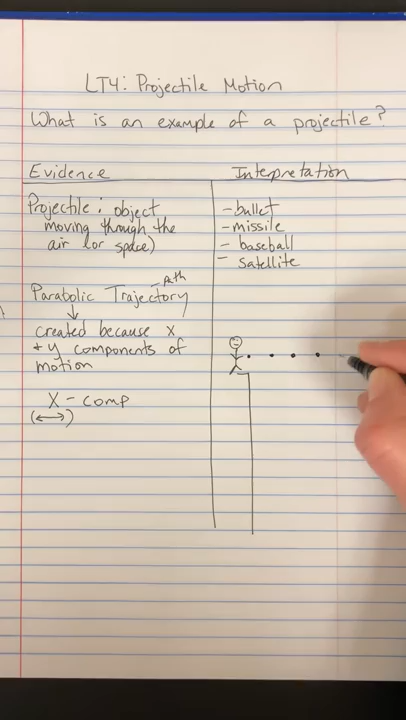 LT4: Projectile Motion
What is an example of a projectile?
Evidence
Projectile: object
moving through the
air (or space)
- Path
Parabolic Trajectory
created because x
+ y components of
motion
X - comp
(↔)
Interpretation
- bullet
- missile
- baseball
- satellite